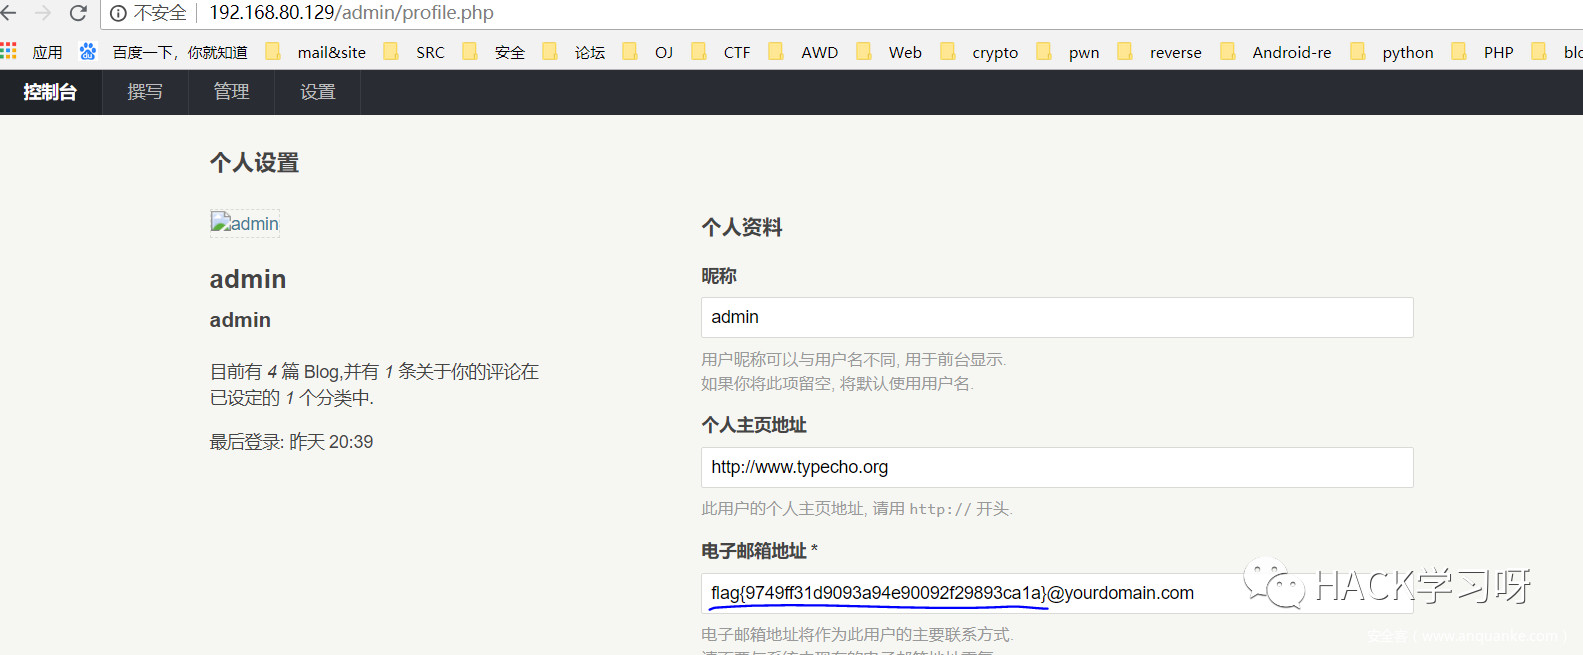 不安全 | 192.168.80.129/admin/profile.php
应用 百度一下，你就知道 mail&site SRC 安全 论坛 OJ CTF AWD Web crypto pwn reverse Android-re python PHP
控制台 撰写 管理 设置
个人设置
admin
admin
admin
目前有 4 篇 Blog,并有 1 条关于你的评论在
已设定的 1 个分类中.
最后登录: 昨天 20:39
个人资料
昵称
admin
用户昵称可以与用户名不同, 用于前台显示.
如果你将此项留空, 将默认使用用户名.
个人主页地址
http://www.typecho.org
此用户的个人主页地址, 请用 http:// 开头.
电子邮箱地址 *
flag{9749ff31d9093a94e90092f29893ca1a}@yourdomain.com
电子邮箱地址将作为此用户的主要联系方式.
HACK学习呀
安全客 ( www.anquanke.com )